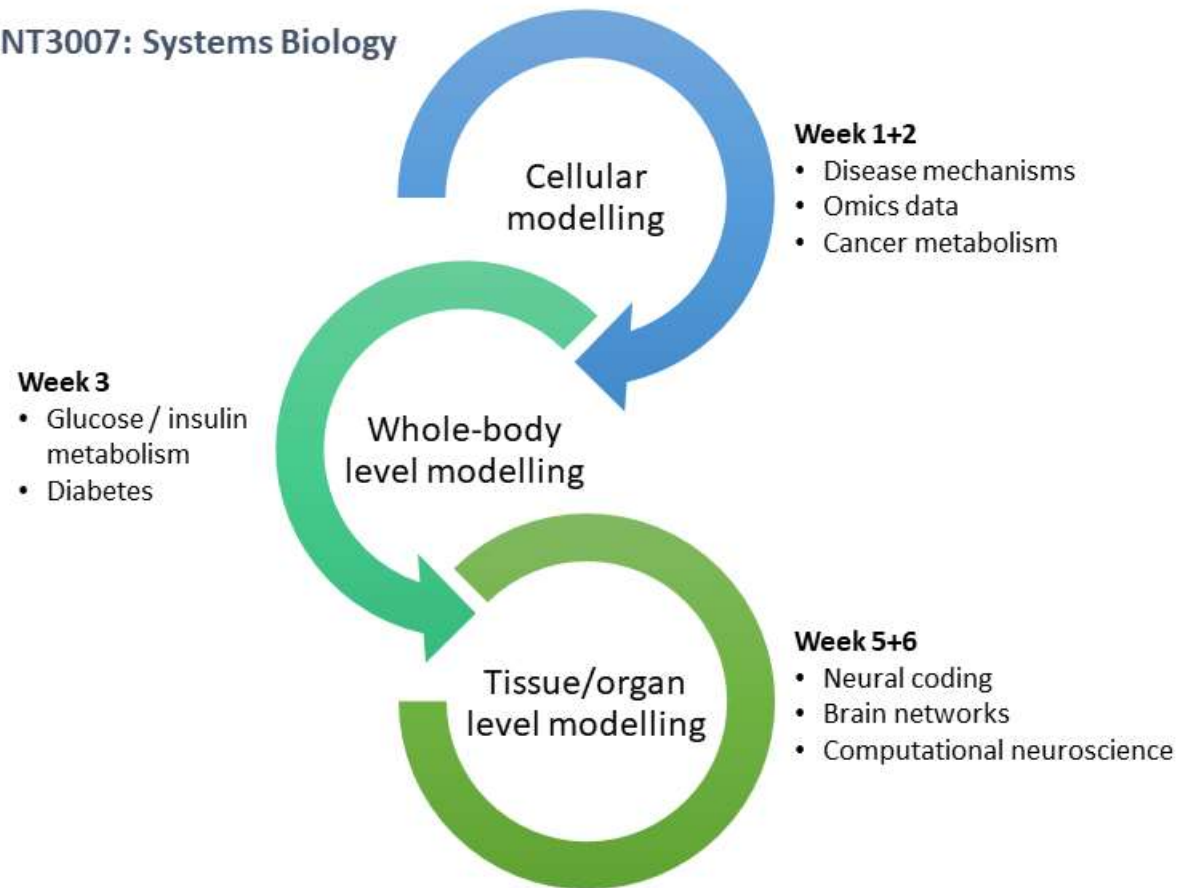 NT3007: Systems Biology
Cellular
modelling
Week 1+2
• Disease mechanisms
• Omics data
• Cancer metabolism
Week 3
• Glucose / insulin
metabolism
• Diabetes
Whole-body
level modelling
Tissue/organ
level modelling
Week 5+6
• Neural coding
• Brain networks
• Computational neuroscience